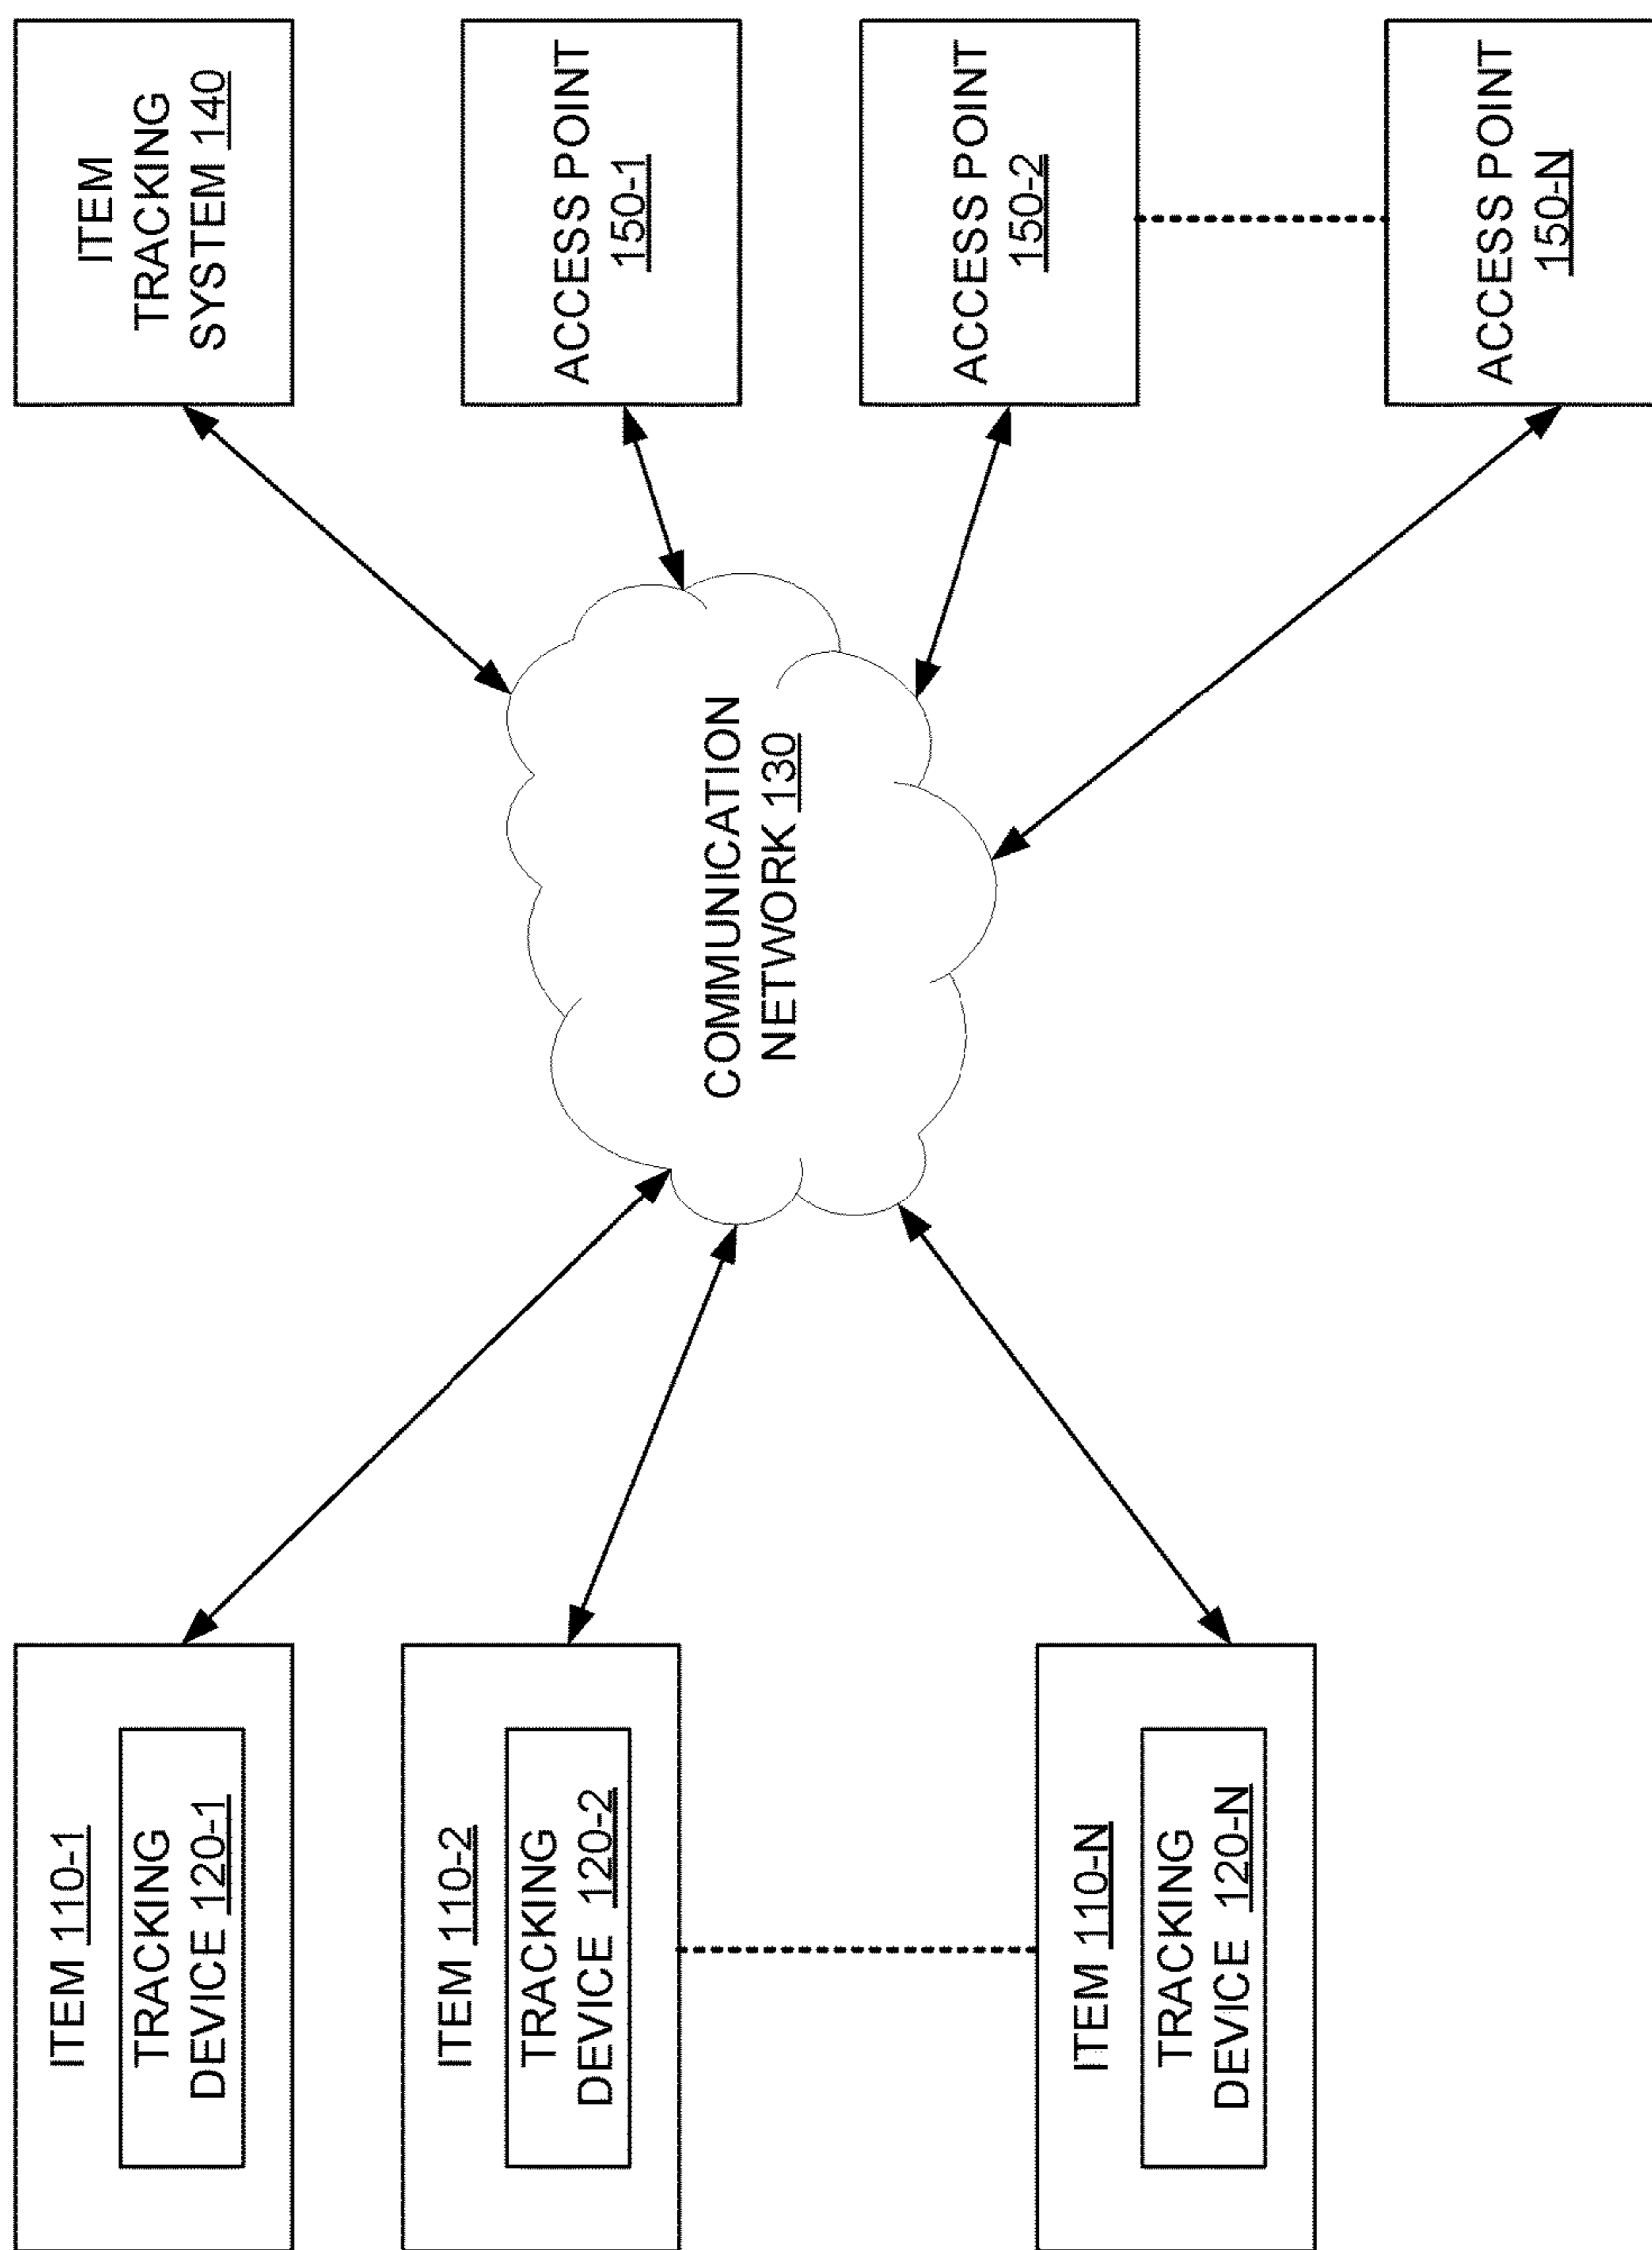 ITEM 110-1
TRACKING
DEVICE 120-1
ITEM 110-2
TRACKING
DEVICE 120-2
ITEM 110-N
TRACKING
DEVICE 120-N
COMMUNICATION
NETWORK 130
ITEM
TRACKING
SYSTEM 140
ACCESS POINT
150-1
ACCESS POINT
150-2
ACCESS POINT
150-N